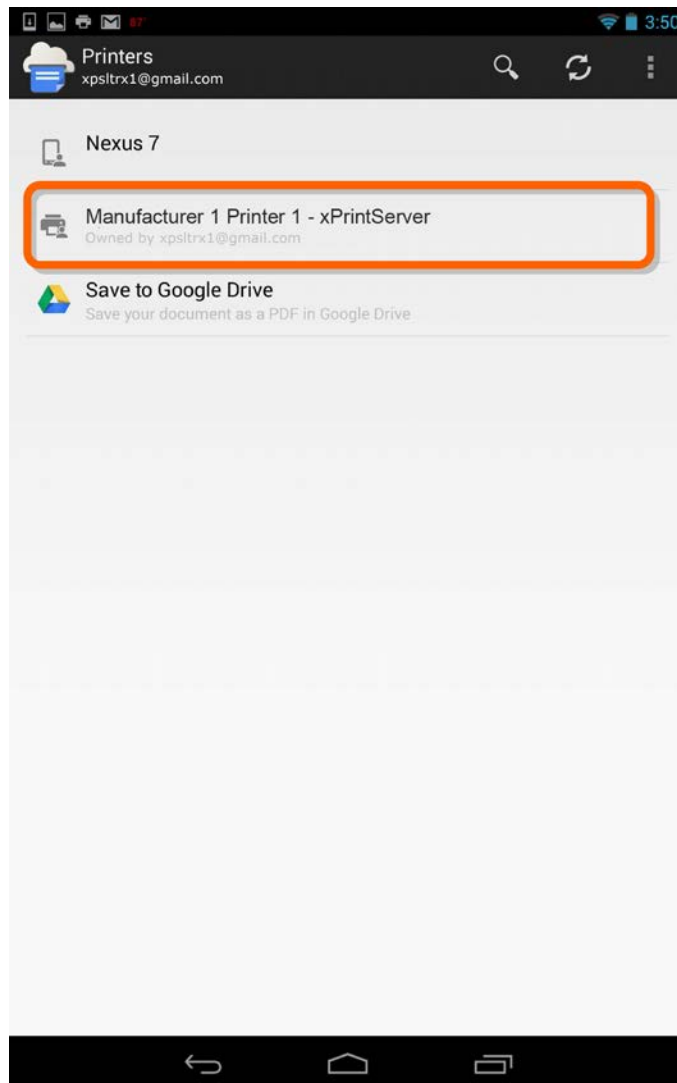 87°
3:50
Printers
xpsltrx1@gmail.com
Nexus 7
Manufacturer 1 Printer 1 - xPrintServer
Owned by xpsltrx1@gmail.com
Save to Google Drive
Save your document as a PDF in Google Drive